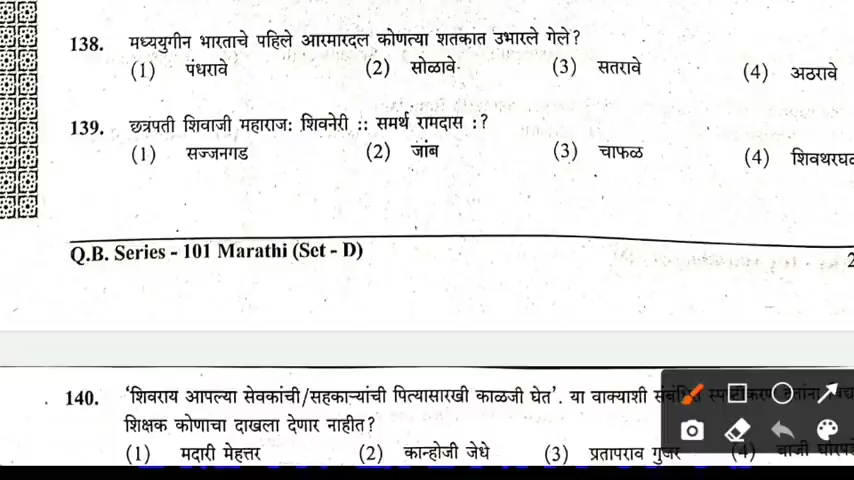 138. मध्ययुगीन भारताचे पहिले आरमारदल कोणत्या शतकात उभारले गेले?
(1) पंधरावे (2) सोळावे (3) सतरावे (4) अठरावे
139. छत्रपती शिवाजी महाराज: शिवनेरी :: समर्थ रामदास :?
(1) सज्जनगड (2) जांब (3) चाफळ (4)
Q.B. Series - 101 Marathi (Set - D) 2
140. 'शिवराय आपल्या सेवकांची/सहकाऱ्यांची पित्यासारखी काळजी घेत'. या वाक्याशी
शिक्षक कोणाचा दाखला देणार नाहीत?
(1) मदारी मेहत्तर (2) कान्होजी जेधे (3) प्रतापराव गुजर (4) बाजी